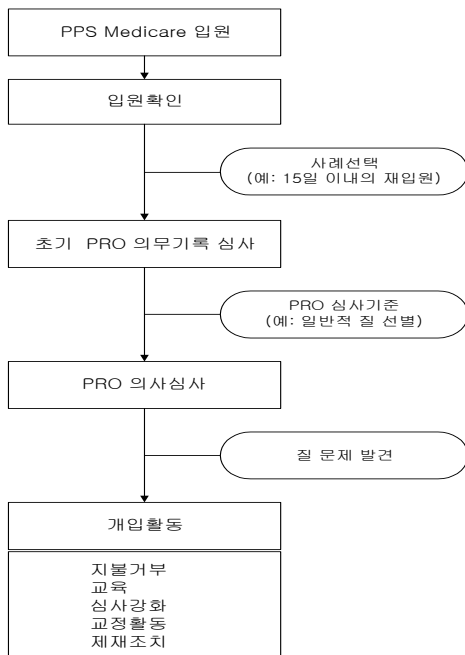 PPS Medicare 입원
입원확인
사례선택
(예: 15일 이내의 재입원)
초기 PRO 의무기록 심사
PRO 심사기준
(예: 일반적 질 선별)
PRO 의사심사
질 문제 발견
개입활동
지불거부
교육
심사강화
교정활동
제재조치